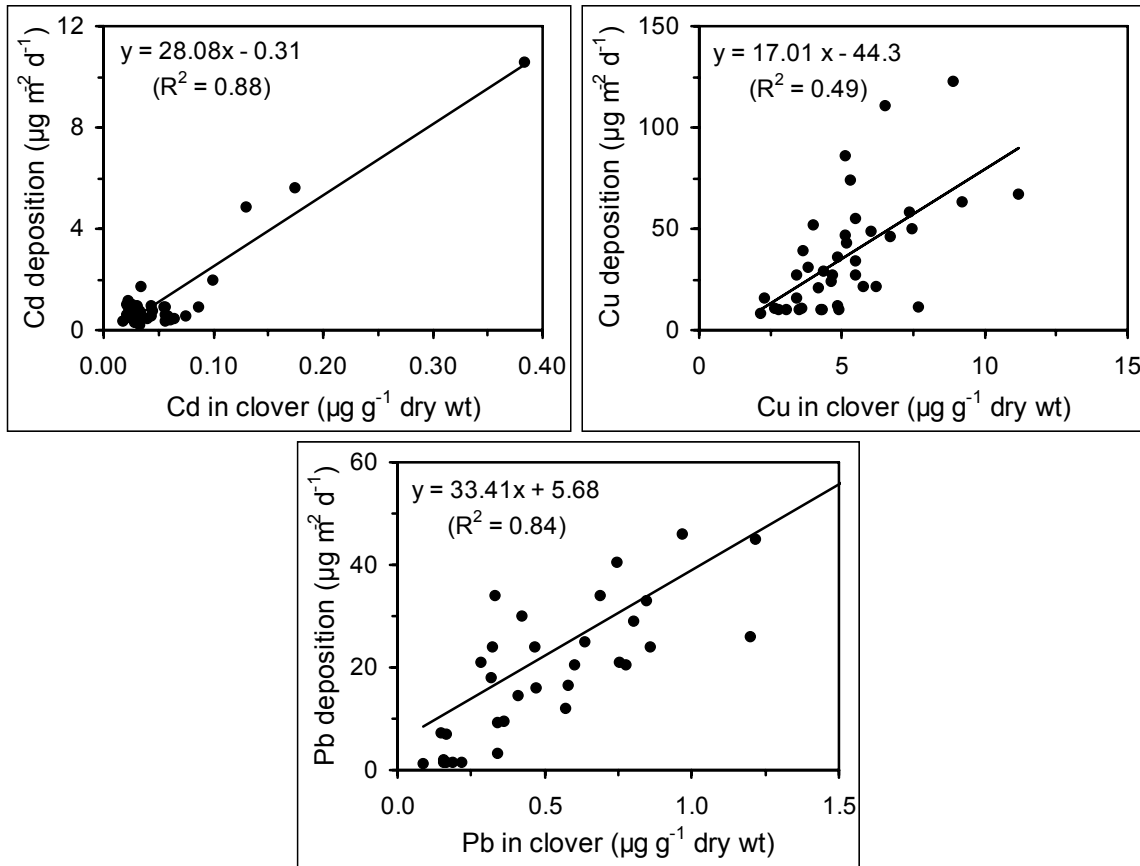 y = 28.08x - 0.31
(R² = 0.88)
12
8
4
0
0.00 0.10 0.20 0.30 0.40
Cd deposition (µg m⁻² d⁻¹)
Cd in clover (µg g⁻¹ dry wt)
y = 17.01 x - 44.3
(R² = 0.49)
150
100
50
0
0 5 10 15
Cu deposition (µg m⁻² d⁻¹)
Cu in clover (µg g⁻¹ dry wt)
y = 33.41x + 5.68
(R² = 0.84)
60
40
20
0
0.0 0.5 1.0 1.5
Pb deposition (µg m⁻² d⁻¹)
Pb in clover (µg g⁻¹ dry wt)